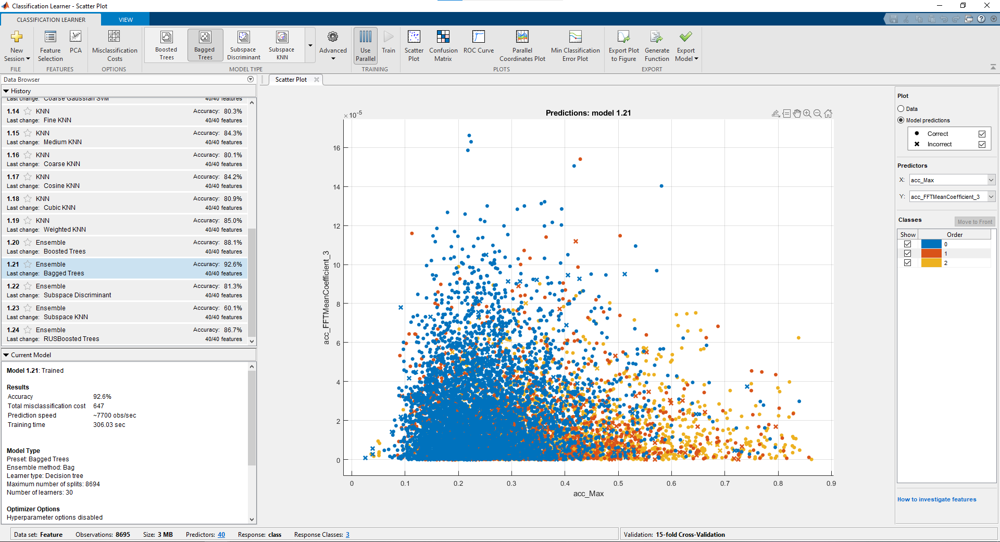 Classification Learner - Scatter Plot
CLASSIFICATION LEARNER
VIEW
New Session
Feature Selection
PCA
Misclassification Costs
Boosted Trees
Bagged Trees
Subspace Discriminant
Subspace KNN
Advanced
Use Parallel
Train
Scatter Plot
Confusion Matrix
ROC Curve
Parallel Coordinates Plot
Min Classification Error Plot
Export Plot to Figure
Generate Function
Export Model
FILE
FEATURES
OPTIONS
MODEL TYPE
TRAINING
PLOTS
EXPORT
Data Browser
History
Last change: Coarse Gaussian SVM 40/40 features
1.14 KNN Accuracy: 80.3%
Last change: Fine KNN 40/40 features
1.15 KNN Accuracy: 84.3%
Last change: Medium KNN 40/40 features
1.16 KNN Accuracy: 80.1%
Last change: Coarse KNN 40/40 features
1.17 KNN Accuracy: 84.2%
Last change: Cosine KNN 40/40 features
1.18 KNN Accuracy: 80.9%
Last change: Cubic KNN 40/40 features
1.19 KNN Accuracy: 85.0%
Last change: Weighted KNN 40/40 features
1.20 Ensemble Accuracy: 88.1%
Last change: Boosted Trees 40/40 features
1.21 Ensemble Accuracy: 92.6%
Last change: Bagged Trees 40/40 features
1.22 Ensemble Accuracy: 81.3%
Last change: Subspace Discriminant 40/40 features
1.23 Ensemble Accuracy: 60.1%
Last change: Subspace KNN 40/40 features
1.24 Ensemble Accuracy: 86.7%
Last change: RUSBoosted Trees 40/40 features
Current Model
Model 1.21: Trained
Results
Accuracy 92.6%
Total misclassification cost 647
Prediction speed ~7700 obs/sec
Training time 306.03 sec
Model Type
Preset: Bagged Trees
Ensemble method: Bag
Learner type: Decision tree
Maximum number of splits: 8694
Number of learners: 30
Optimizer Options
Hyperparameter options disabled
Scatter Plot
×10-5
Predictions: model 1.21
16
14
12
10
8
6
4
2
0
acc_FFTMeanCoefficient_3
0 0.1 0.2 0.3 0.4 0.5 0.6 0.7 0.8 0.9
acc_Max
Plot
Data
Model predictions
Correct
Incorrect
Predictors
X: acc_Max
Y: acc_FFTMeanCoefficient_3
Classes
Move to Front
Show Order
0
1
2
How to investigate features
Data set: Feature Observations: 8695 Size: 3 MB Predictors: 40 Response: class Response Classes: 3
Validation: 15-fold Cross-Validation